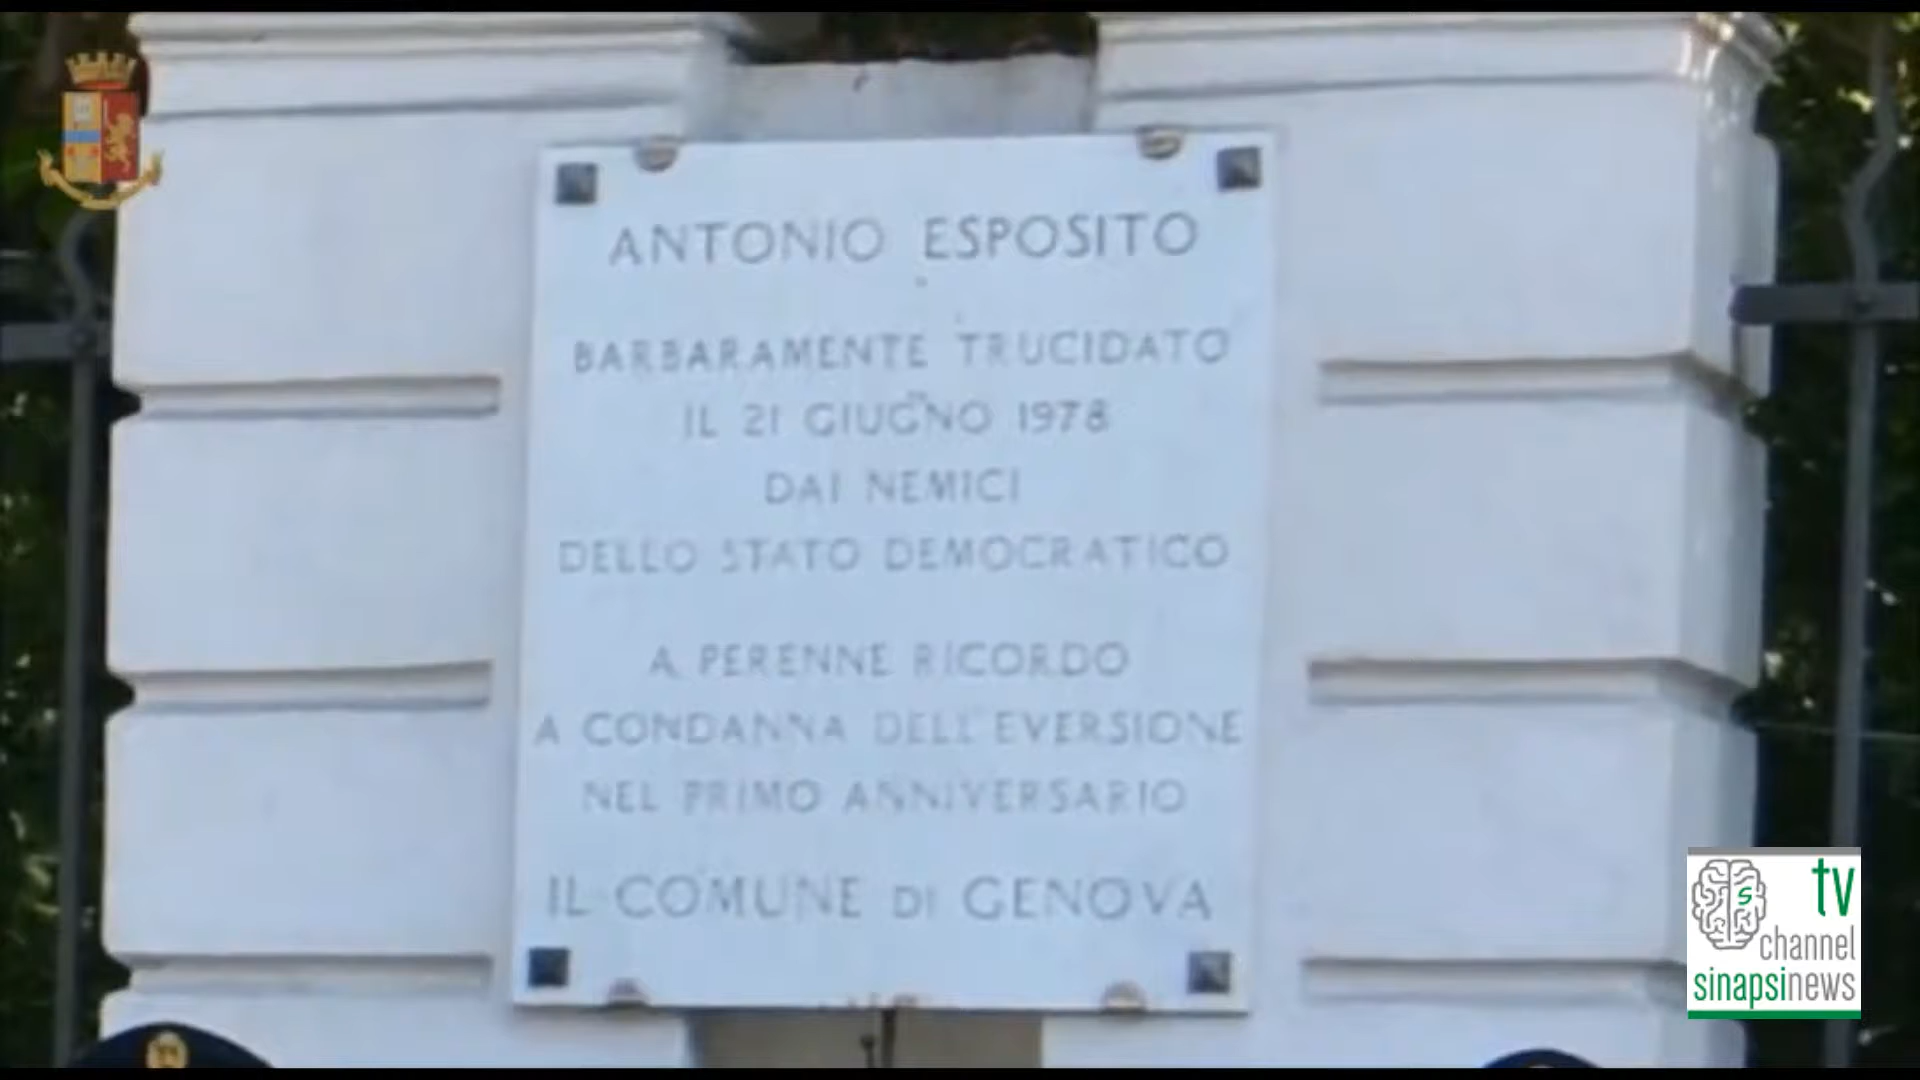 ANTONIO ESPOSITO
BARBARAMENTE TRUCIDATO
IL 21 GIUGNO 1978
DAI NEMICI
DELLO STATO DEMOCRATICO
A PERENNE RICORDO
A CONDANNA DELL'EVERSIONE
NEL PRIMO ANNIVERSARIO
IL COMUNE DI GENOVA
S
tv
channel
sinapsinews